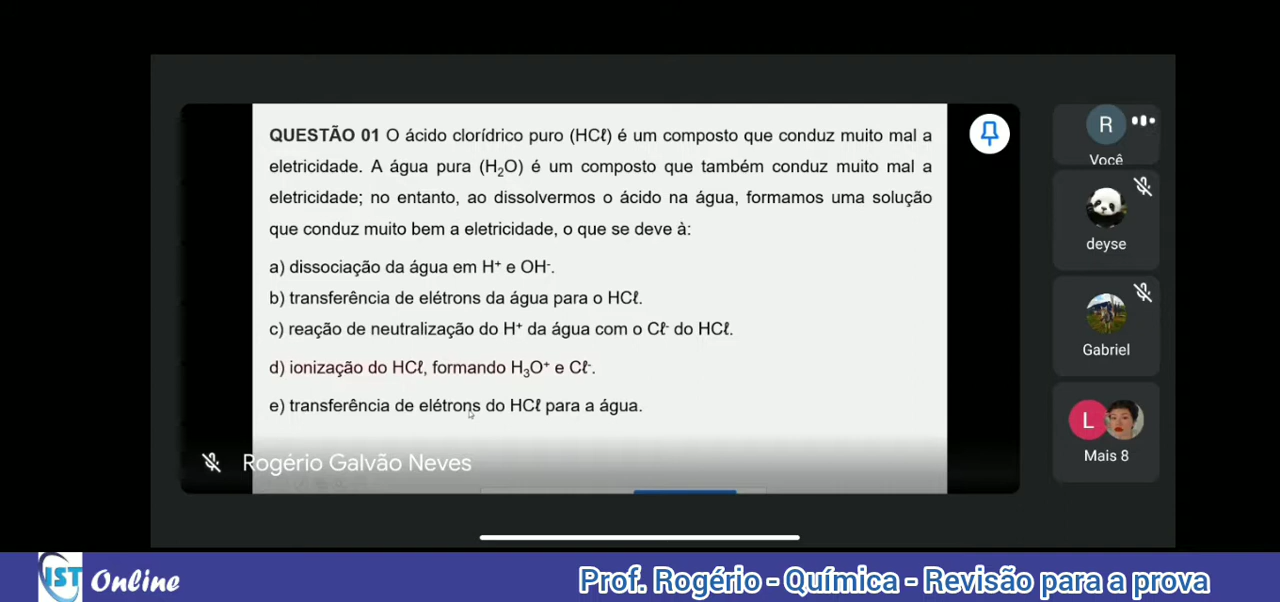 QUESTÃO 01 O ácido clorídrico puro (HCℓ) é um composto que conduz muito mal a
eletricidade. A água pura (H₂O) é um composto que também conduz muito mal a
eletricidade; no entanto, ao dissolvermos o ácido na água, formamos uma solução
que conduz muito bem a eletricidade, o que se deve à:
a) dissociação da água em H⁺ e OH⁻.
b) transferência de elétrons da água para o HCℓ.
c) reação de neutralização do H⁺ da água com o Cℓ⁻ do HCℓ.
d) ionização do HCℓ, formando H₃O⁺ e Cℓ⁻.
e) transferência de elétrons do HCℓ para a água.
Rogério Galvão Neves
R
Você
deyse
Gabriel
L
Mais 8
IST Online
Prof. Rogério - Química - Revisão para a prova